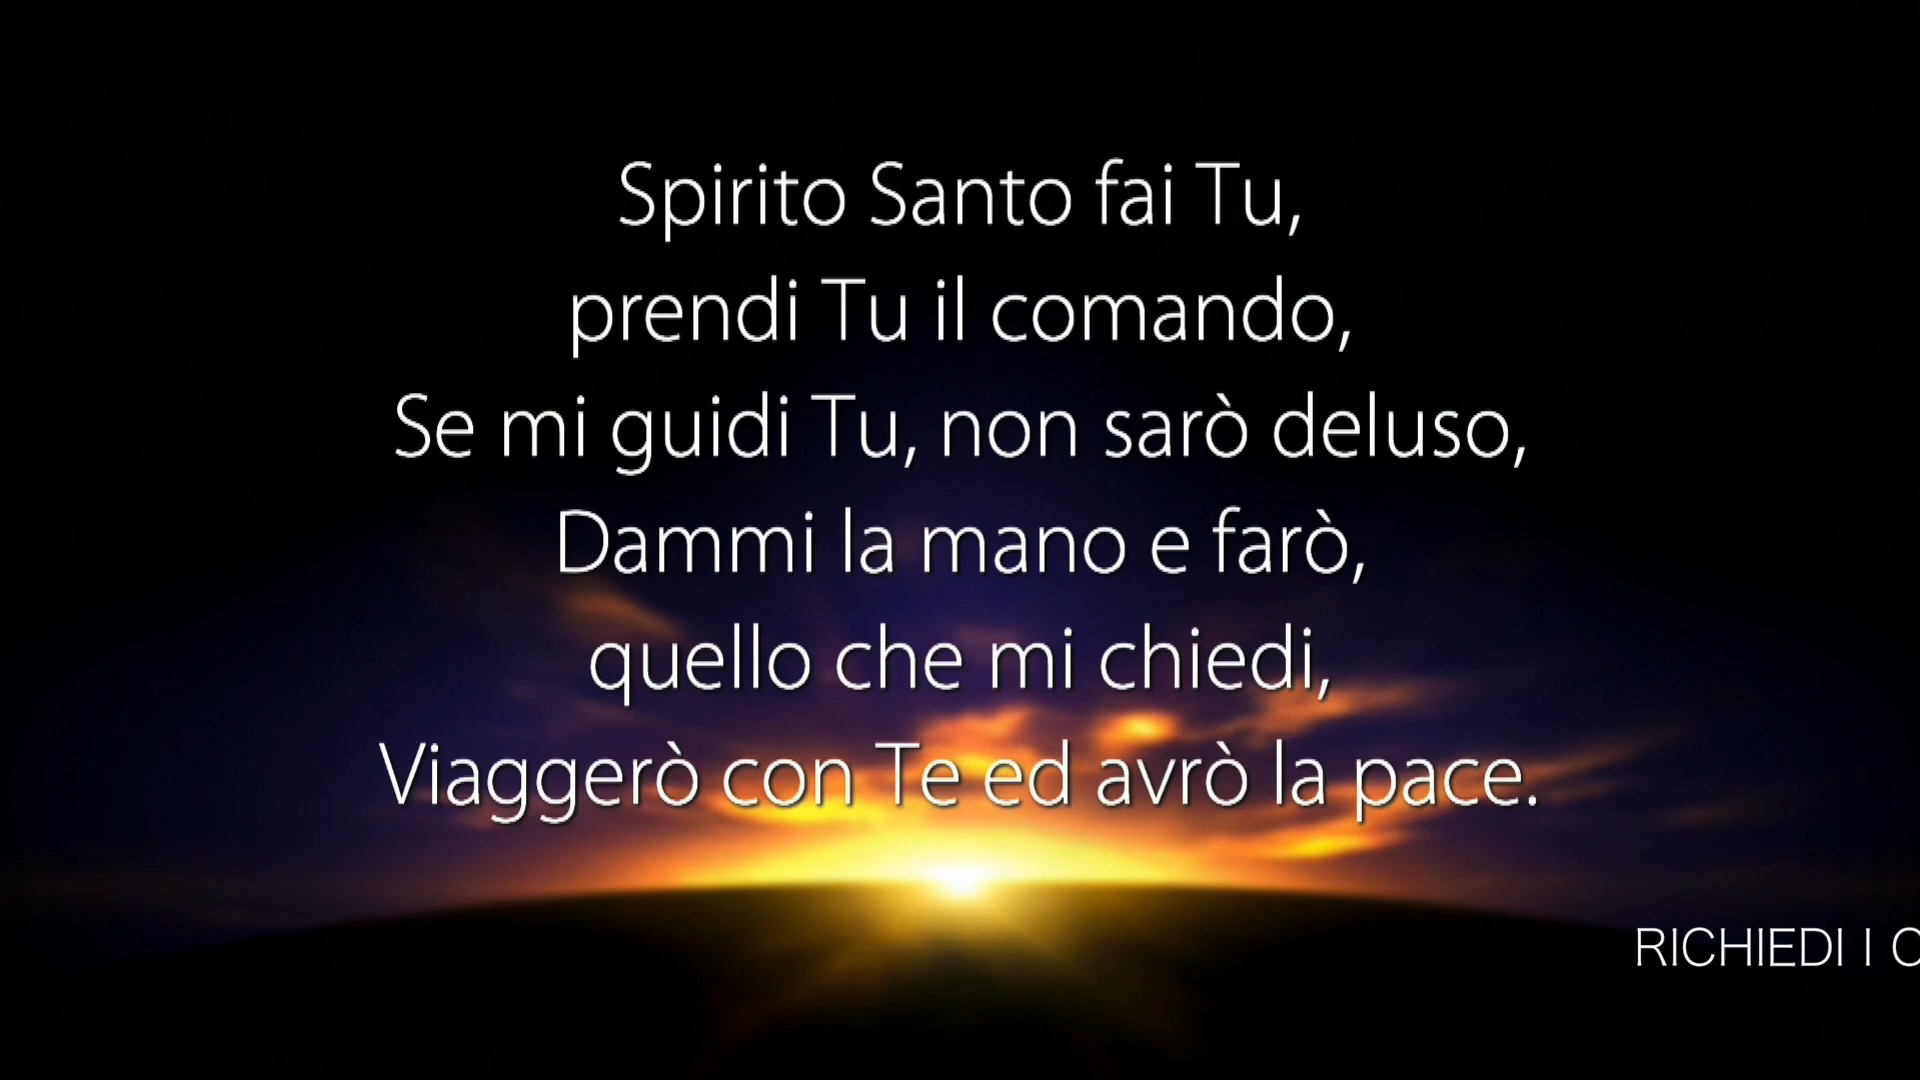 Spirito Santo fai Tu,
prendi Tu il comando,
Se mi guidi Tu, non sarò deluso,
Dammi la mano e farò,
quello che mi chiedi,
Viaggerò con Te ed avrò la pace.
RICHIEDI I